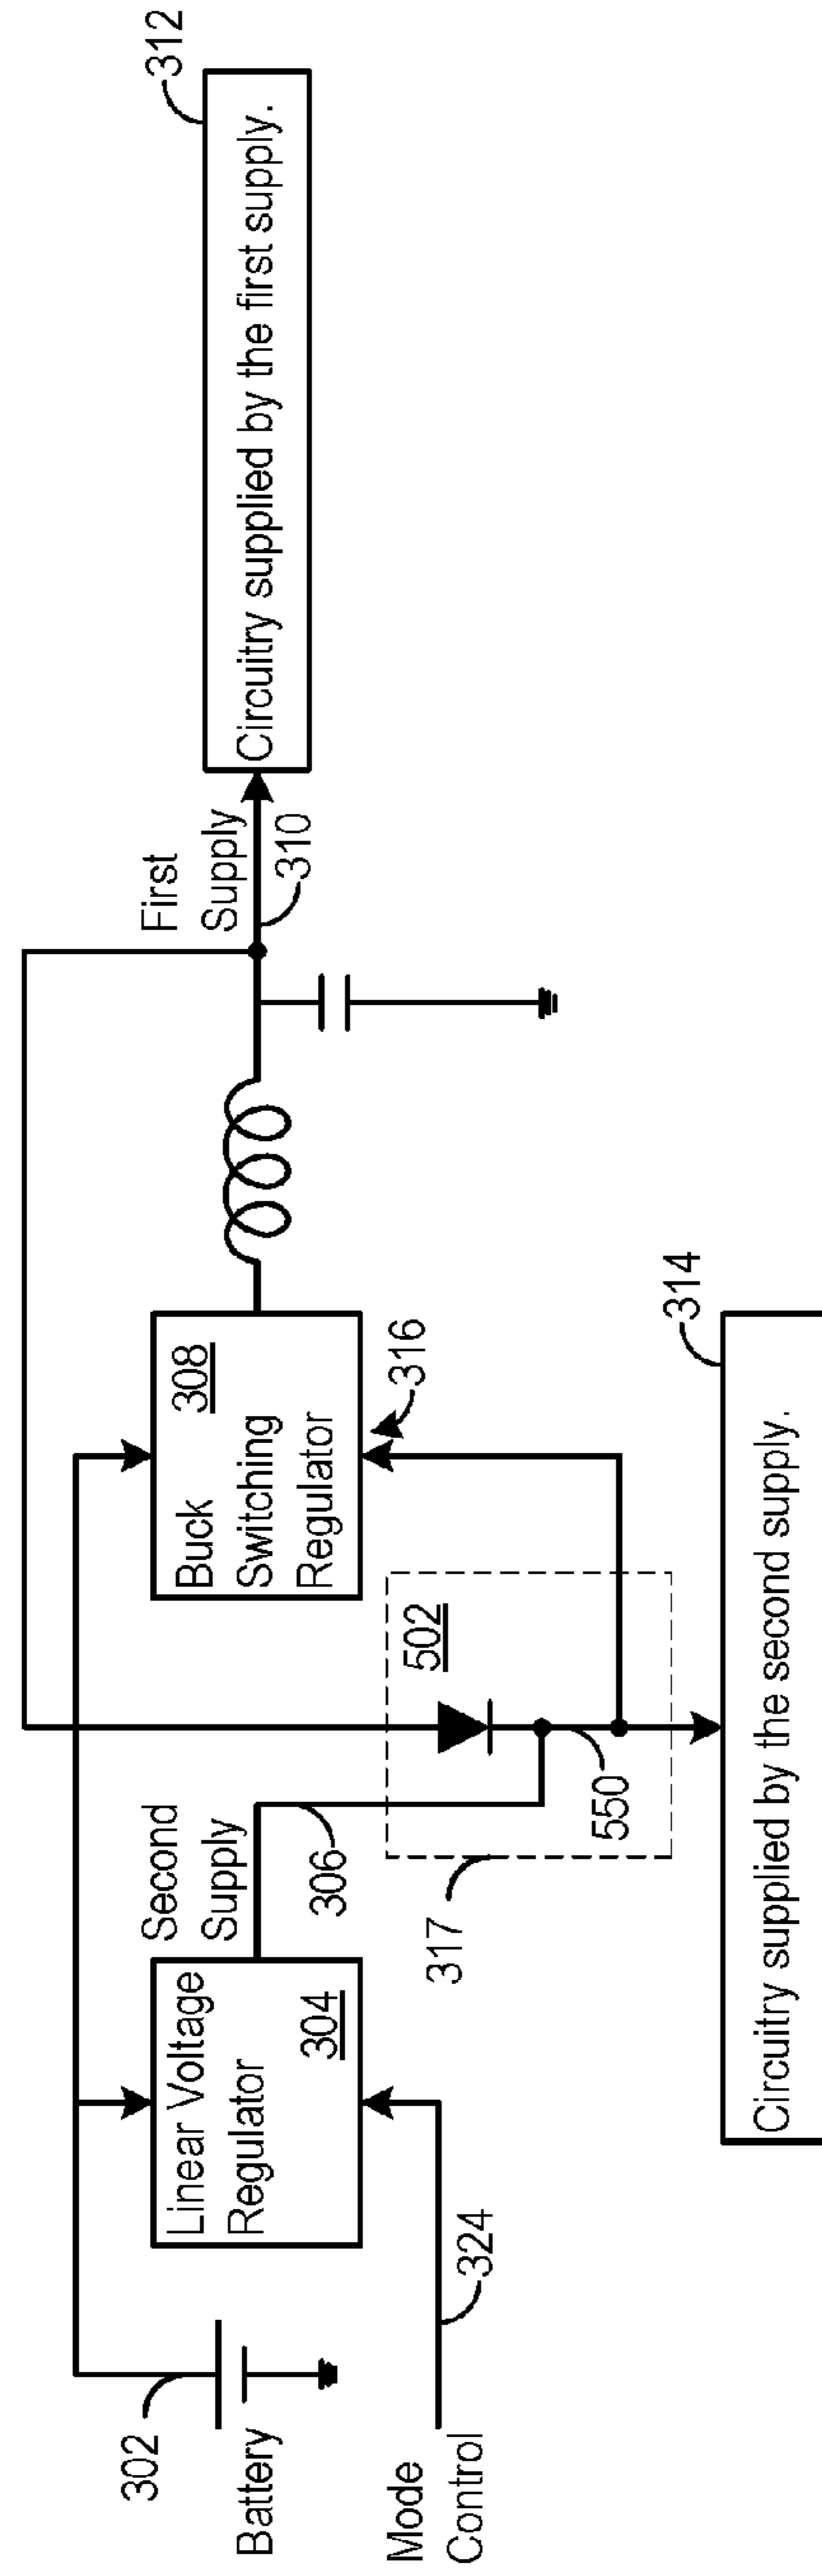 302
Battery
Mode
Control
324
Linear Voltage
Regulator
304
Second
Supply
306
317
502
550
308
Buck
Switching
Regulator
316
314
Circuitry supplied by the second supply.
First
Supply
310
312
Circuitry supplied by the first supply.